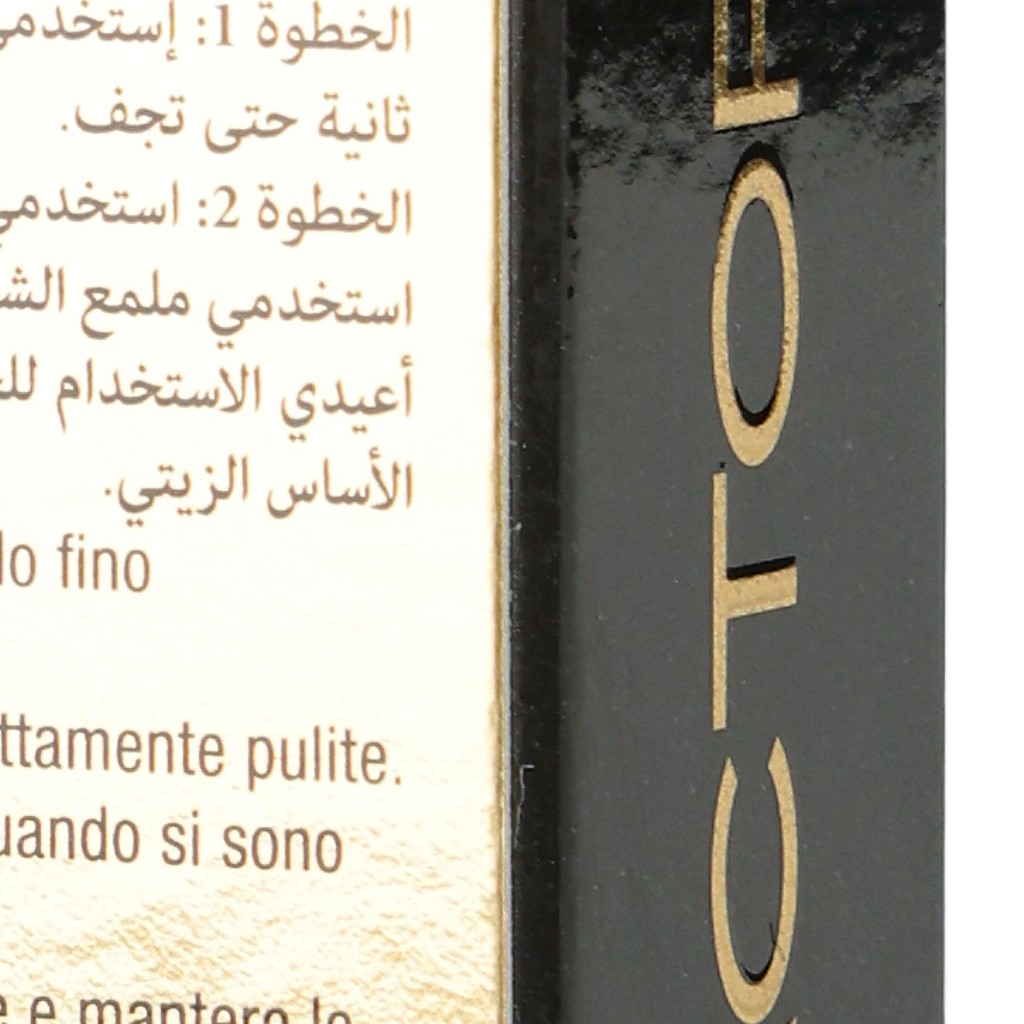 الخطوة 1: إستخدمي
ثانية حتى تجف.
الخطوة 2: استخدمي
استخدمي ملمع
أعيدي الاستخدام
الأساس الزيتي.
fino
pulite.
si sono
e
CTO